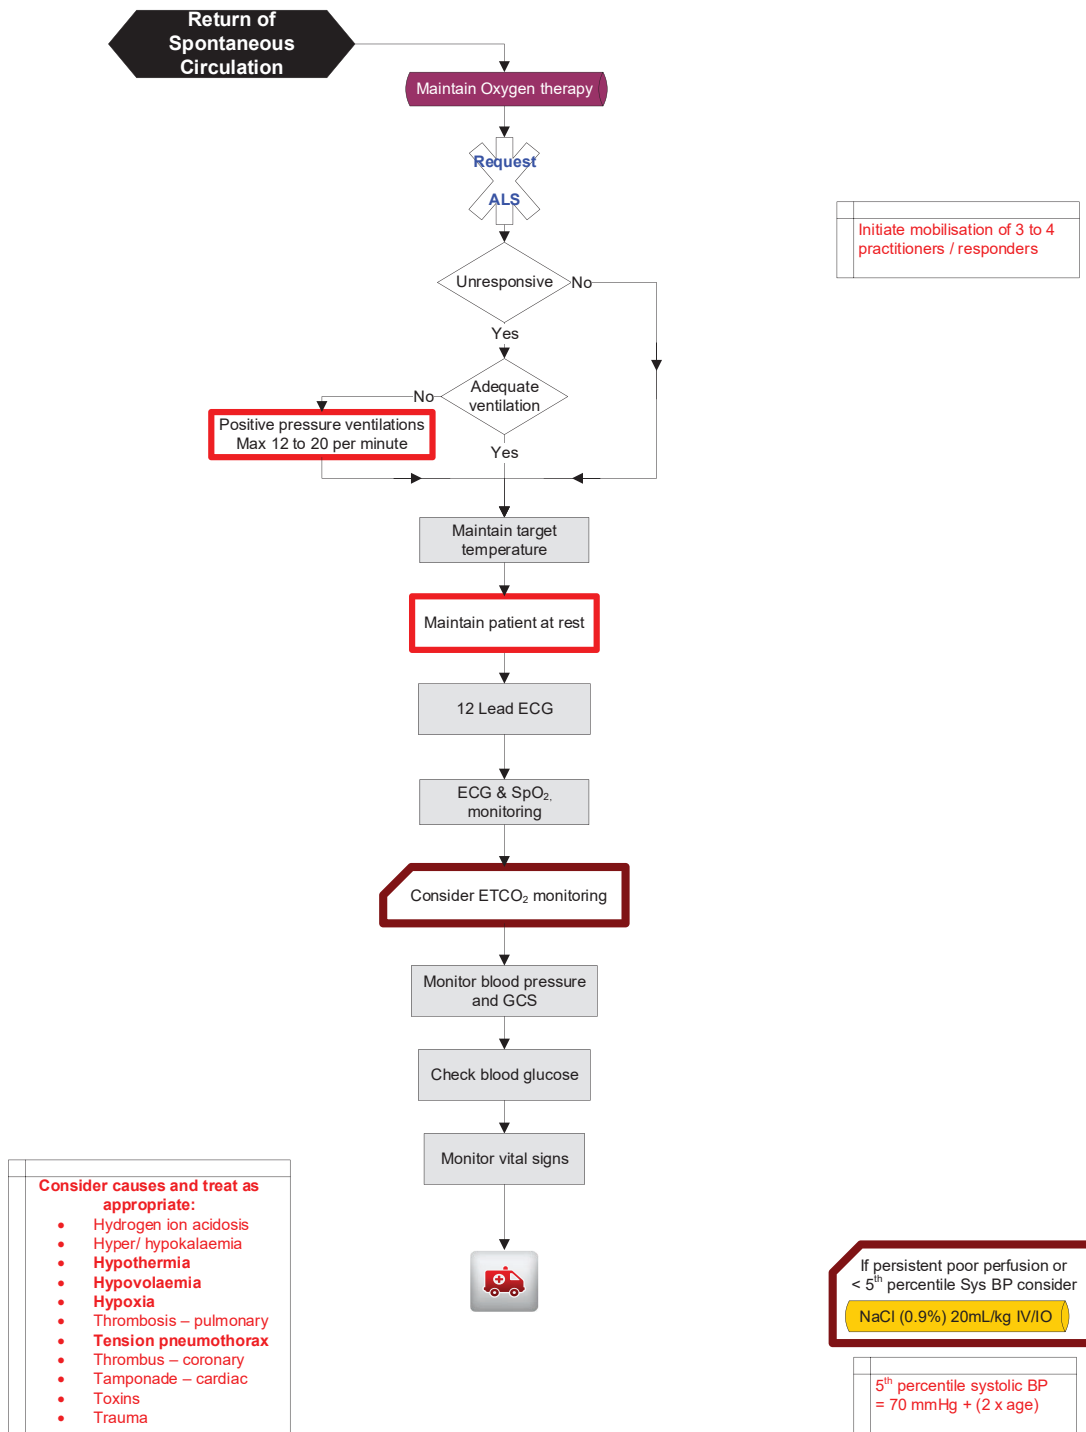 Return of
Spontaneous
Circulation
Maintain Oxygen therapy
Request
ALS
Initiate mobilisation of 3 to 4
practitioners / responders
Unresponsive
No
Yes
Adequate
ventilation
No
Positive pressure ventilations
Max 12 to 20 per minute
Yes
Maintain target
temperature
Maintain patient at rest
12 Lead ECG
ECG & SpO₂,
monitoring
Consider ETCO₂ monitoring
Monitor blood pressure
and GCS
Check blood glucose
Monitor vital signs
Consider causes and treat as
appropriate:
• Hydrogen ion acidosis
• Hyper/ hypokalaemia
• Hypothermia
• Hypovolaemia
• Hypoxia
• Thrombosis – pulmonary
• Tension pneumothorax
• Thrombus – coronary
• Tamponade – cardiac
• Toxins
• Trauma
If persistent poor perfusion or
< 5th percentile Sys BP consider
NaCl (0.9%) 20mL/kg IV/IO
5th percentile systolic BP
= 70 mmHg + (2 x age)